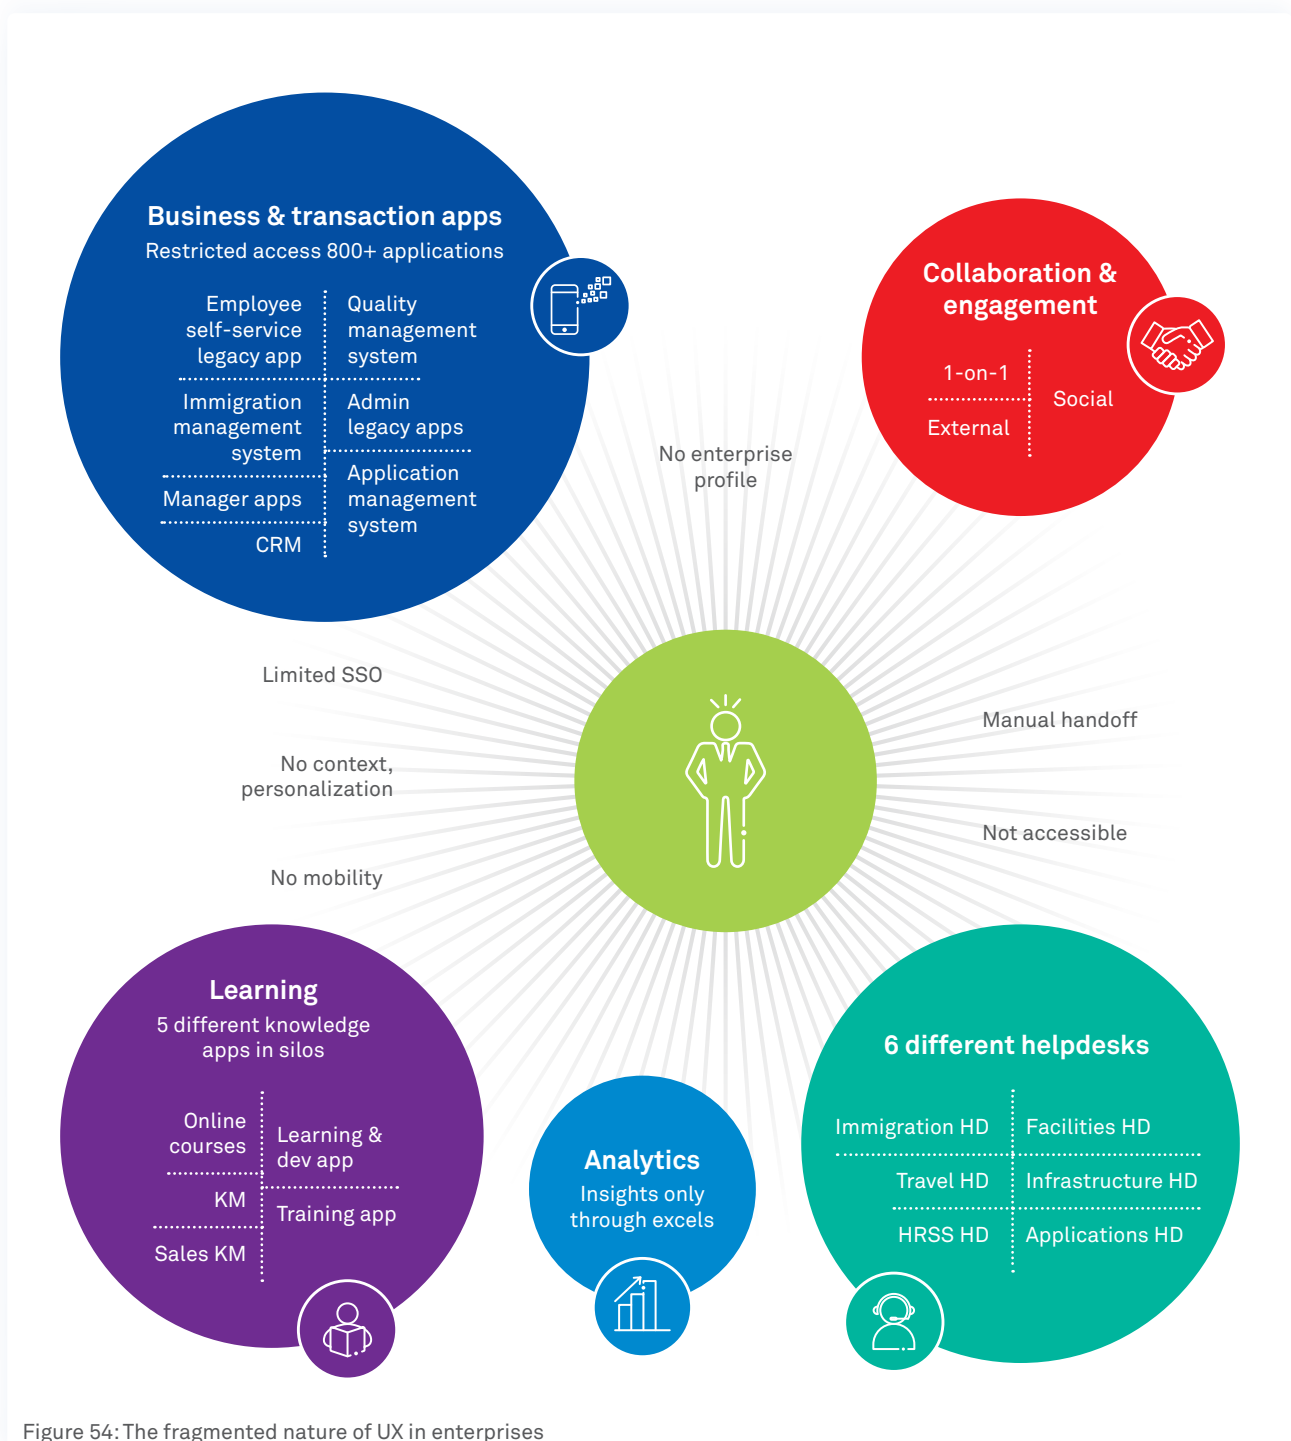 Business & transaction apps
Restricted access 800+ applications
Employee
self-service
legacy app
Immigration
management
system
Manager apps
CRM
Quality
management
system
Admin
legacy apps
Application
management
system
Collaboration &
engagement
1-on-1
External
Social
No enterprise
profile
Limited SSO
No context,
personalization
No mobility
Manual handoff
Not accessible
Learning
5 different knowledge
apps in silos
Online
courses
KM
Sales KM
Learning &
dev app
Training app
Analytics
Insights only
through excels
6 different helpdesks
Immigration HD
Travel HD
HRSS HD
Facilities HD
Infrastructure HD
Applications HD
Figure 54: The fragmented nature of UX in enterprises